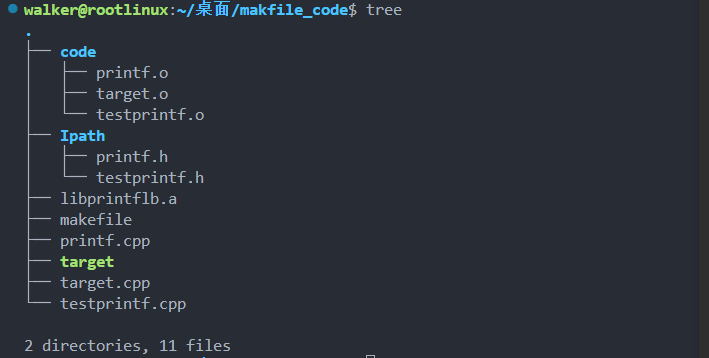 walker@rootlinux:~/桌面/makfile_code$ tree
.
├── code
│   ├── printf.o
│   ├── target.o
│   └── testprintf.o
├── Ipath
│   ├── printf.h
│   └── testprintf.h
├── libprintflb.a
├── makefile
├── printf.cpp
├── target
├── target.cpp
└── testprintf.cpp
2 directories, 11 files